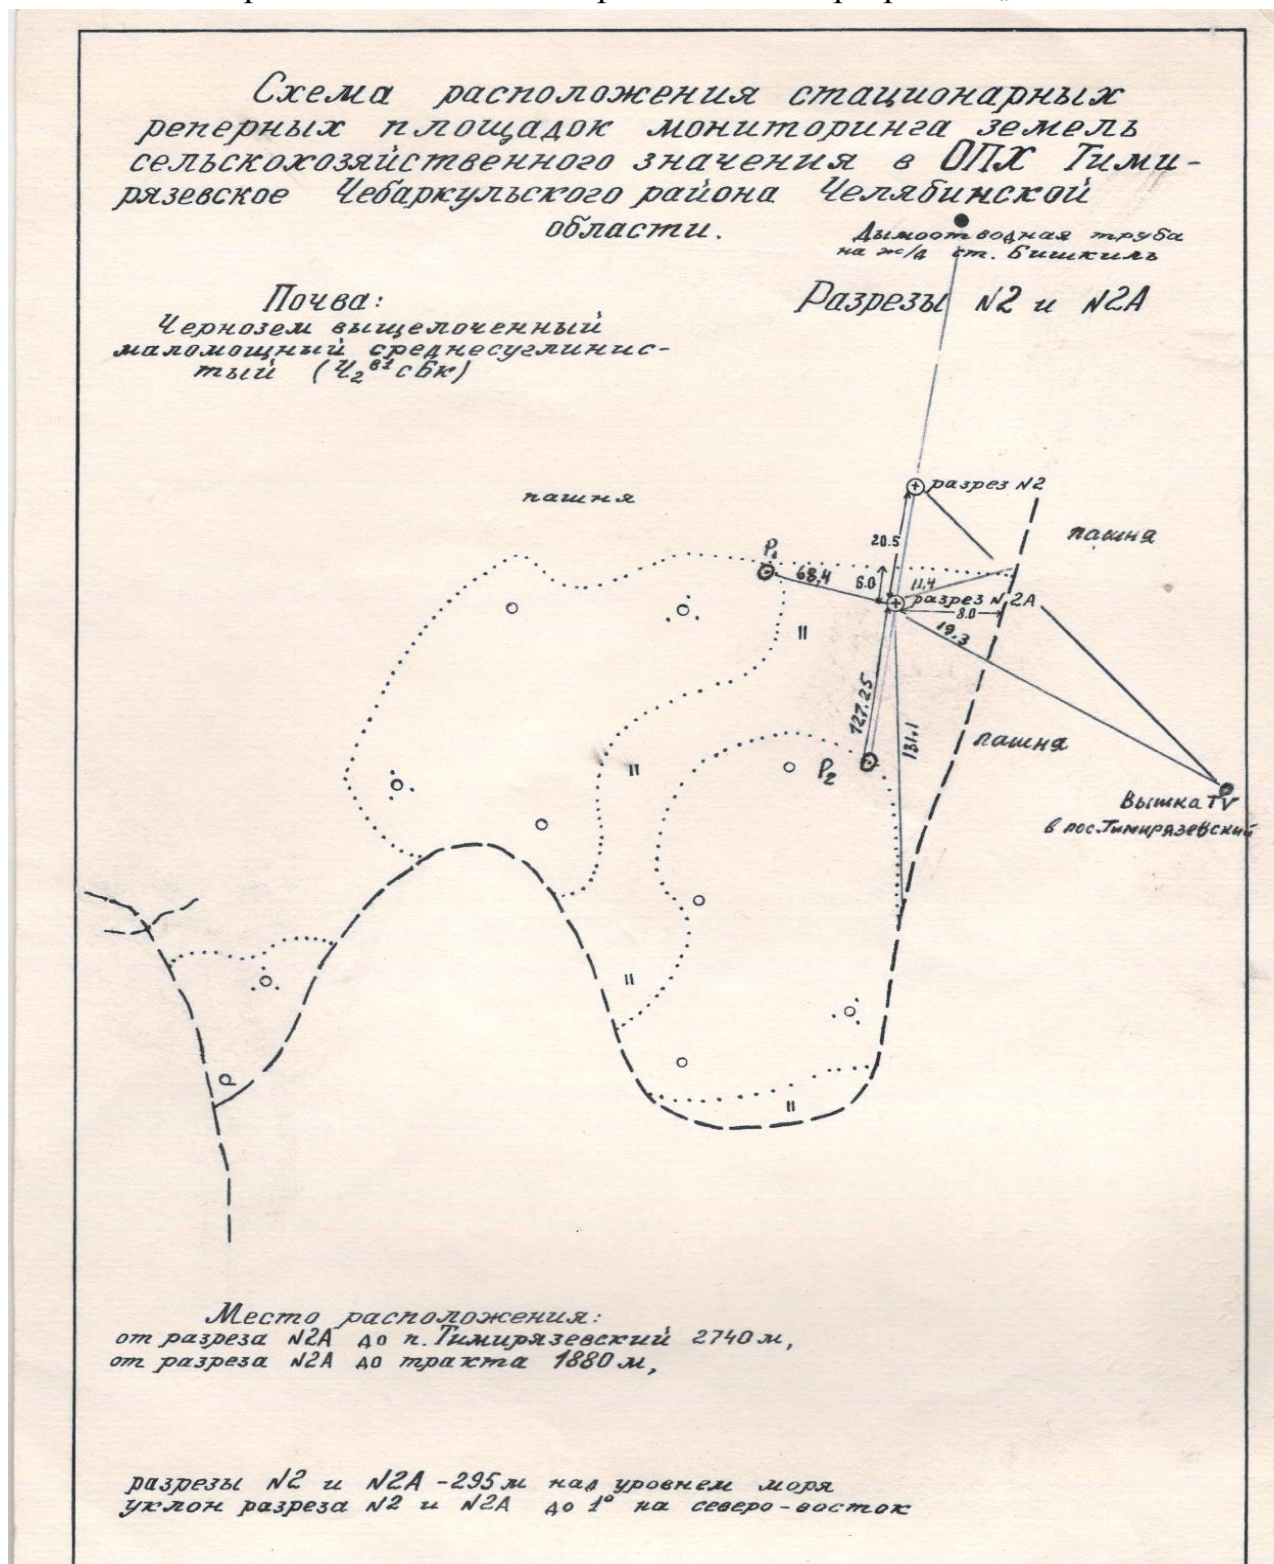 Схема расположения стационарных
реперных площадок мониторинга земель
сельскохозяйственного значения в ОПХ Тими-
рязевское Чебаркульского района Челябинской
области.
Дымоотводная труба
на ж/д ст. Бишкиль
Почва:
Чернозем выщелоченный
маломощный среднесуглинис-
тый (Ч₂ᵇ¹сБк)
Разрезы N2 и N2А
пашня
разрез N2
пашня
20.5
P₁
68,4
6.0
11,4
разрез N2А
8.0
19.3
127.25
131.1
пашня
P₂
Вышка TV
в пос. Тимирязевский
Место расположения:
от разреза N2А до п. Тимирязевский 2740 м,
от разреза N2А до тракта 1880 м,
разрезы N2 и N2А - 295 м над уровнем моря
уклон разреза N2 и N2А до 1° на северо-восток